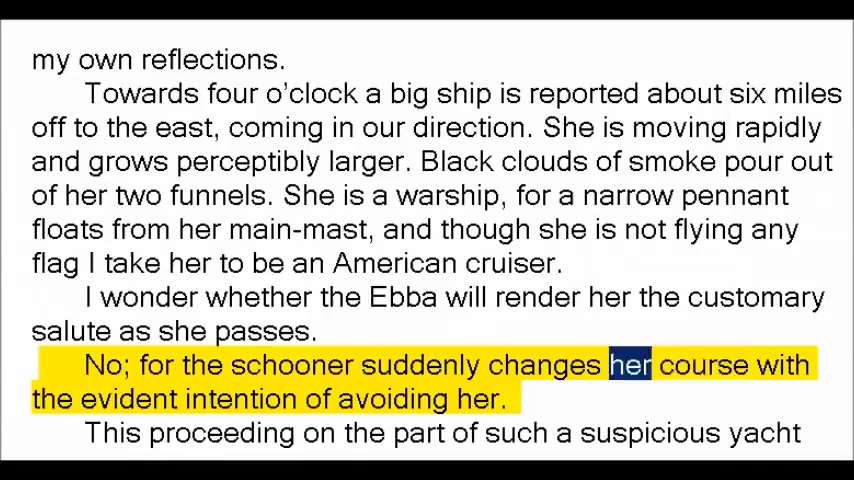 my own reflections.
Towards four o’clock a big ship is reported about six miles
off to the east, coming in our direction. She is moving rapidly
and grows perceptibly larger. Black clouds of smoke pour out
of her two funnels. She is a warship, for a narrow pennant
floats from her main-mast, and though she is not flying any
flag I take her to be an American cruiser.
I wonder whether the Ebba will render her the customary
salute as she passes.
No; for the schooner suddenly changes her course with
the evident intention of avoiding her.
This proceeding on the part of such a suspicious yacht